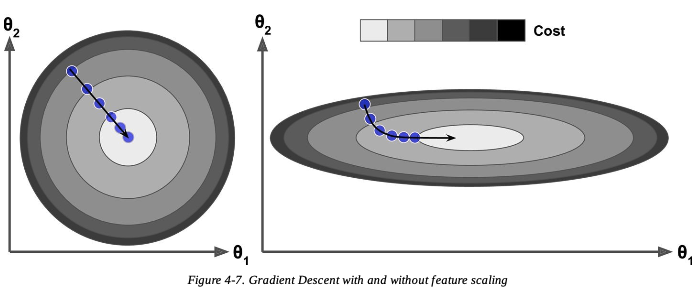 θ2
θ1
θ2
Cost
θ1
Figure 4-7. Gradient Descent with and without feature scaling